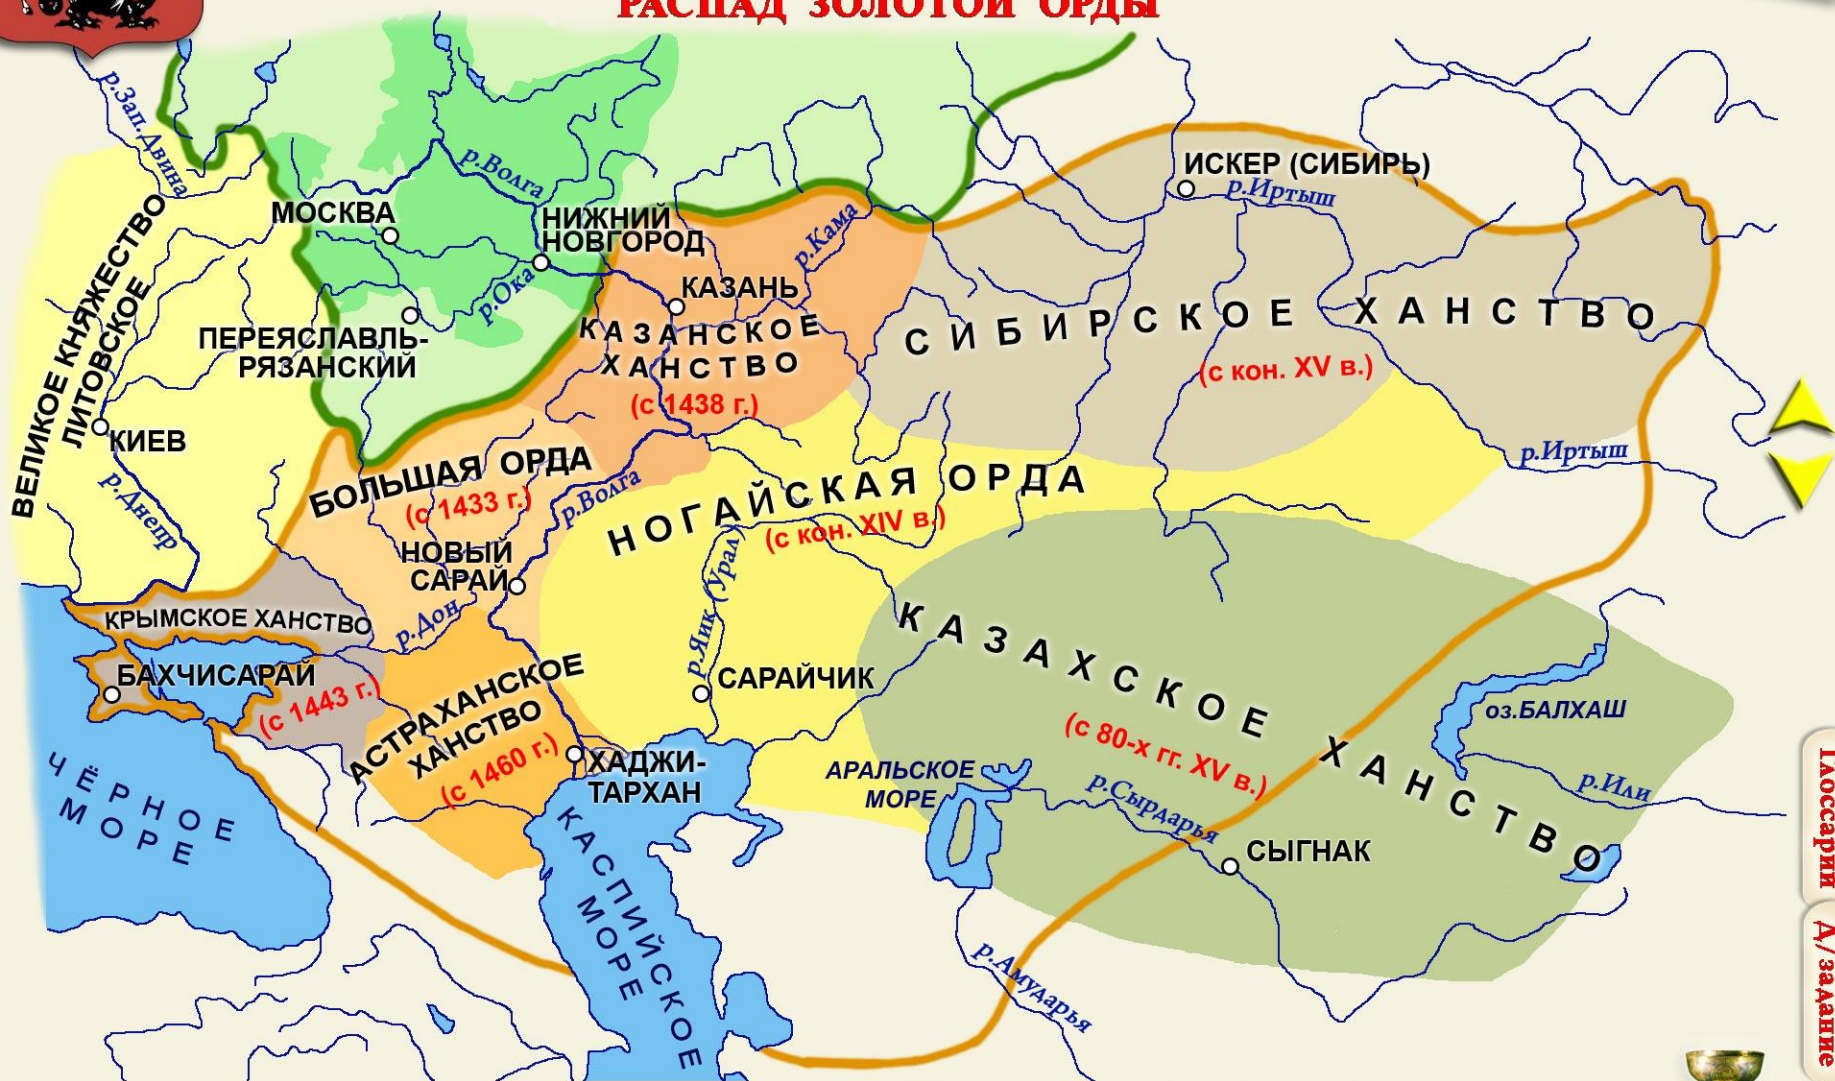 РАСПАД ЗОЛОТОЙ ОРДЫ
р.Зап.Двина
р.Волга
ИСКЕР (СИБИРЬ)
р.Иртыш
МОСКВА
НИЖНИЙ
НОВГОРОД
р.Кама
ВЕЛИКОЕ КНЯЖЕСТВО
ЛИТОВСКОЕ
р.Ока
КАЗАНЬ
КАЗАНСКОЕ
ХАНСТВО
(с 1438 г.)
СИБИРСКОЕ ХАНСТВО
(с кон. XV в.)
ПЕРЕЯСЛАВЛЬ-
РЯЗАНСКИЙ
КИЕВ
р.Днепр
БОЛЬШАЯ ОРДА
(с 1433 г.)
р.Волга
НОГАЙСКАЯ ОРДА
(с кон. XIV в.)
р.Иртыш
НОВЫЙ
САРАЙ
р.Яик (Урал)
КРЫМСКОЕ ХАНСТВО
р.Дон
БАХЧИСАРАЙ
(с 1443 г.)
АСТРАХАНСКОЕ
ХАНСТВО
(с 1460 г.)
САРАЙЧИК
КАЗАХСКОЕ ХАНСТВО
(с 80-х гг. XV в.)
оз.БАЛХАШ
ХАДЖИ-
ТАРХАН
АРАЛЬСКОЕ
МОРЕ
р.Сырдарья
р.Или
ЧЁРНОЕ
МОРЕ
СЫГНАК
КАСПИЙСКОЕ
МОРЕ
р.Амударья
Глоссарий
Д/задание